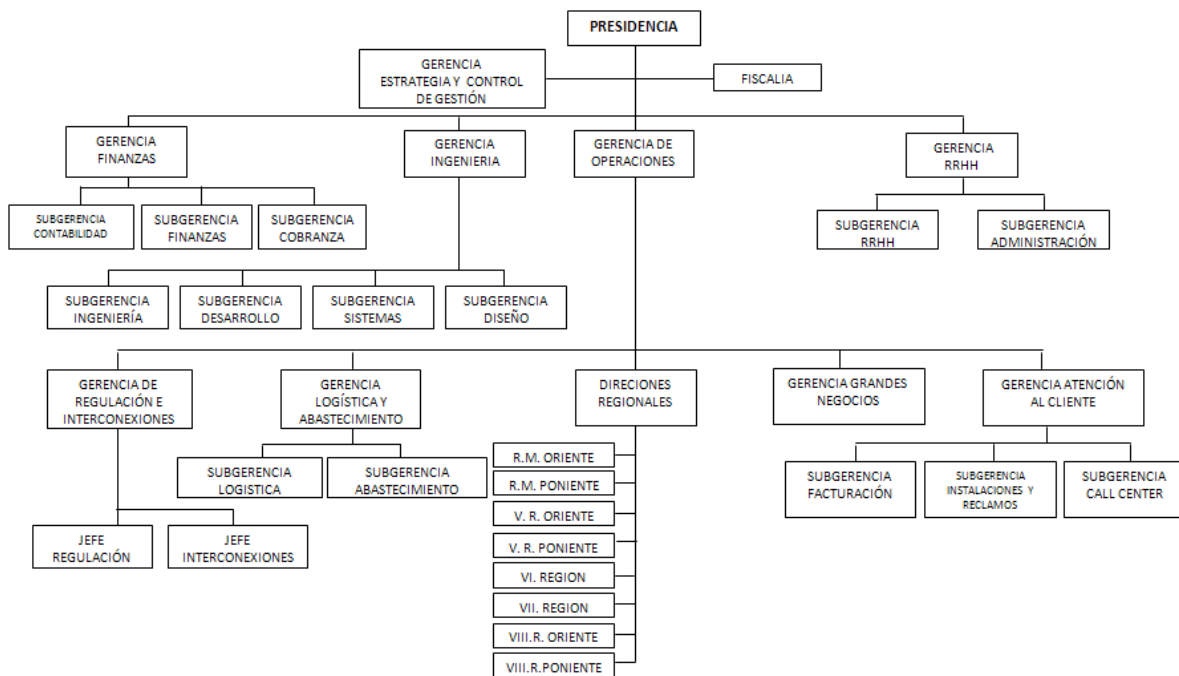 PRESIDENCIA
GERENCIA
ESTRATEGIA Y CONTROL
DE GESTIÓN
FISCALIA
GERENCIA
FINANZAS
GERENCIA
INGENIERIA
GERENCIA DE
OPERACIONES
GERENCIA
RRHH
SUBGERENCIA
CONTABILIDAD
SUBGERENCIA
FINANZAS
SUBGERENCIA
COBRANZA
SUBGERENCIA
RRHH
SUBGERENCIA
ADMINISTRACIÓN
SUBGERENCIA
INGENIERÍA
SUBGERENCIA
DESARROLLO
SUBGERENCIA
SISTEMAS
SUBGERENCIA
DISEÑO
GERENCIA DE
REGULACIÓN E
INTERCONEXIONES
GERENCIA
LOGÍSTICA Y
ABASTECIMIENTO
DIRECIONES
REGIONALES
GERENCIA GRANDES
NEGOCIOS
GERENCIA ATENCIÓN
AL CLIENTE
SUBGERENCIA
LOGISTICA
SUBGERENCIA
ABASTECIMIENTO
R.M. ORIENTE
R.M. PONIENTE
V. R. ORIENTE
V. R. PONIENTE
VI. REGION
VII. REGION
VIII.R. ORIENTE
VIII.R.PONIENTE
SUBGERENCIA
FACTURACIÓN
SUBGERENCIA
INSTALACIONES Y
RECLAMOS
SUBGERENCIA
CALL CENTER
JEFE
REGULACIÓN
JEFE
INTERCONEXIONES